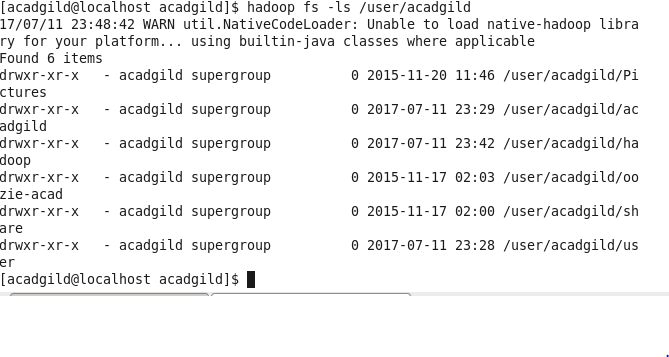 [acadgild@localhost acadgild]$ hadoop fs -ls /user/acadgild
17/07/11 23:48:42 WARN util.NativeCodeLoader: Unable to load native-hadoop libra
ry for your platform... using builtin-java classes where applicable
Found 6 items
drwxr-xr-x   - acadgild supergroup          0 2015-11-20 11:46 /user/acadgild/Pi
ctures
drwxr-xr-x   - acadgild supergroup          0 2017-07-11 23:29 /user/acadgild/ac
adgild
drwxr-xr-x   - acadgild supergroup          0 2017-07-11 23:42 /user/acadgild/ha
doop
drwxr-xr-x   - acadgild supergroup          0 2015-11-17 02:03 /user/acadgild/oo
zie-acad
drwxr-xr-x   - acadgild supergroup          0 2015-11-17 02:00 /user/acadgild/sh
are
drwxr-xr-x   - acadgild supergroup          0 2017-07-11 23:28 /user/acadgild/us
er
[acadgild@localhost acadgild]$